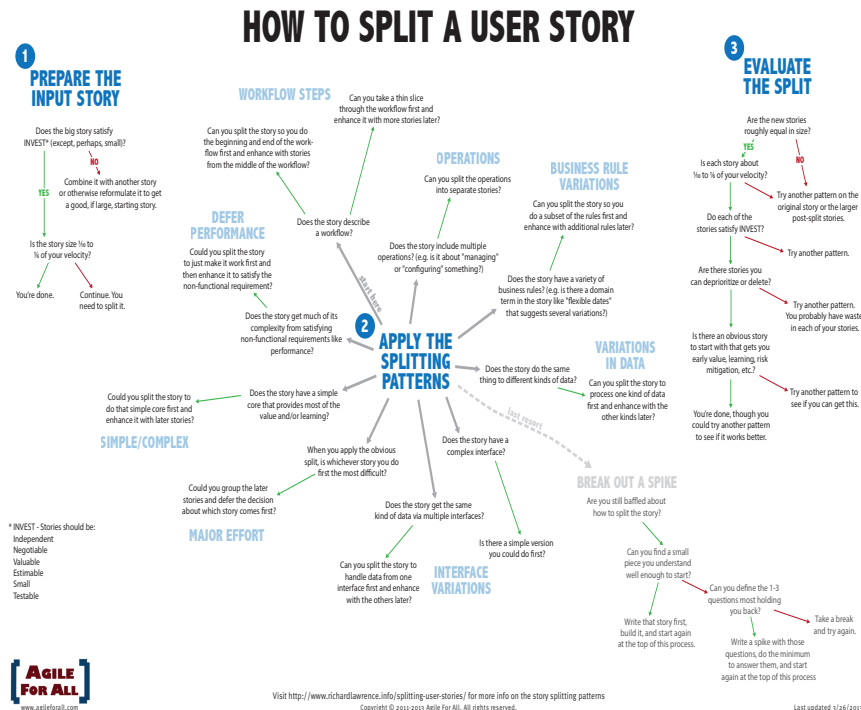 HOW TO SPLIT A USER STORY
1
PREPARE THE
INPUT STORY
Does the big story satisfy
INVEST* (except, perhaps, small)?
NO
YES
Combine it with another story
or otherwise reformulate it to get
a good, if large, starting story.
Is the story size ⅒ to
⅙ of your velocity?
You're done.
Continue. You
need to split it.
2
APPLY THE
SPLITTING
PATTERNS
start here
WORKFLOW STEPS
Can you take a thin slice
through the workflow first and
enhance it with more stories later?
Can you split the story so you do
the beginning and end of the work-
flow first and enhance with stories
from the middle of the workflow?
Does the story describe
a workflow?
OPERATIONS
Can you split the operations
into separate stories?
Does the story include multiple
operations? (e.g. is it about "managing"
or "configuring" something?)
BUSINESS RULE
VARIATIONS
Can you split the story so you
do a subset of the rules first and
enhance with additional rules later?
Does the story have a variety of
business rules? (e.g. is there a domain
term in the story like "flexible dates"
that suggests several variations?)
VARIATIONS
IN DATA
Does the story do the same
thing to different kinds of data?
Can you split the story to
process one kind of data
first and enhance with the
other kinds later?
DEFER
PERFORMANCE
Could you split the story
to just make it work first and
then enhance it to satisfy the
non-functional requirement?
Does the story get much of its
complexity from satisfying
non-functional requirements like
performance?
Does the story have a simple
core that provides most of the
value and/or learning?
Could you split the story to
do that simple core first and
enhance it with later stories?
SIMPLE/COMPLEX
When you apply the obvious
split, is whichever story you do
first the most difficult?
Could you group the later
stories and defer the decision
about which story comes first?
MAJOR EFFORT
Does the story get the same
kind of data via multiple interfaces?
Can you split the story to
handle data from one
interface first and enhance
with the others later?
Does the story have a
complex interface?
Is there a simple version
you could do first?
INTERFACE
VARIATIONS
last resort
BREAK OUT A SPIKE
Are you still baffled about
how to split the story?
Can you find a small
piece you understand
well enough to start?
Write that story first,
build it, and start again
at the top of this process.
Can you define the 1-3
questions most holding
you back?
Take a break
and try again.
Write a spike with those
questions, do the minimum
to answer them, and start
again at the top of this process
3
EVALUATE
THE SPLIT
Are the new stories
roughly equal in size?
YES
NO
Is each story about
⅒ to ⅙ of your velocity?
Try another pattern on the
original story or the larger
post-split stories.
Do each of the
stories satisfy INVEST?
Try another pattern.
Are there stories you
can deprioritize or delete?
Try another pattern.
You probably have waste
in each of your stories.
Is there an obvious story
to start with that gets you
early value, learning, risk
mitigation, etc.?
Try another pattern to
see if you can get this.
You're done, though you
could try another pattern
to see if it works better.
* INVEST - Stories should be:
Independent
Negotiable
Valuable
Estimable
Small
Testable
AGILE
FOR ALL
www.agileforall.com
Visit http://www.richardlawrence.info/splitting-user-stories/ for more info on the story splitting patterns
Copyright © 2011-2013 Agile For All. All rights reserved.
Last updated 3/26/2013